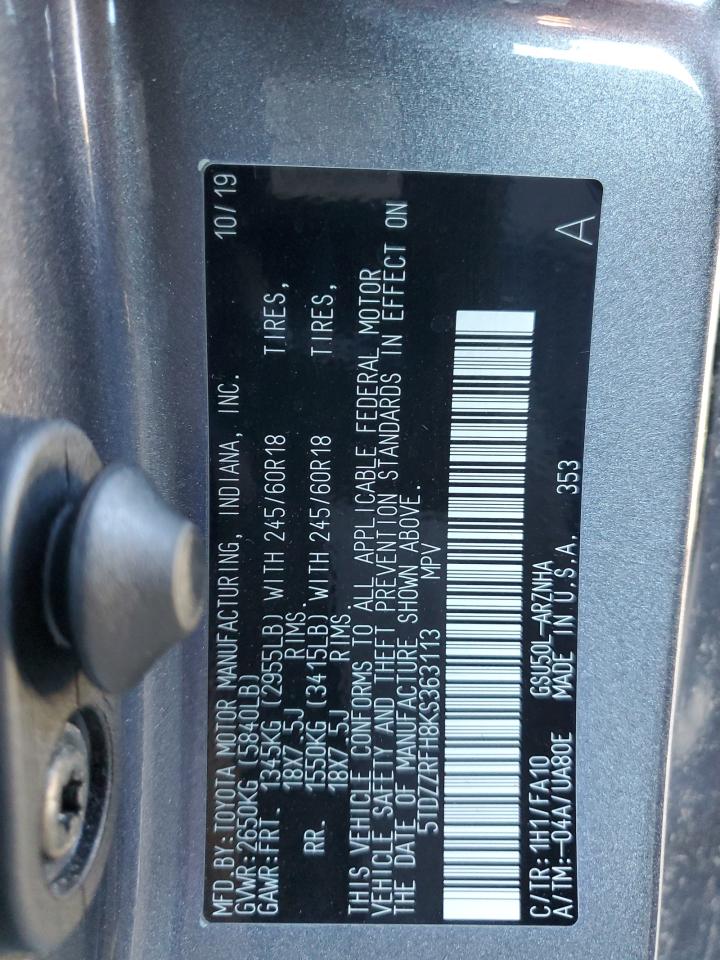 MFD.BY:TOYOTA MOTOR MANUFACTURING, INDIANA, INC. 10/19
GVWR:2650KG (5840LB)
GAWR:FRT. 1345KG (2955LB) WITH 245/60R18 TIRES,
18X7.5J RIMS.
RR. 1550KG (3415LB) WITH 245/60R18 TIRES,
18X7.5J RIMS.
THIS VEHICLE CONFORMS TO ALL APPLICABLE FEDERAL MOTOR
VEHICLE SAFETY AND THEFT PREVENTION STANDARDS IN EFFECT ON
THE DATE OF MANUFACTURE SHOWN ABOVE.
5TDZZRFH8KS363113 MPV
C/TR:1H1/FA10 GSU50L-ARZNHA
A/TM:-04A/UA80E MADE IN U.S.A. 353 A